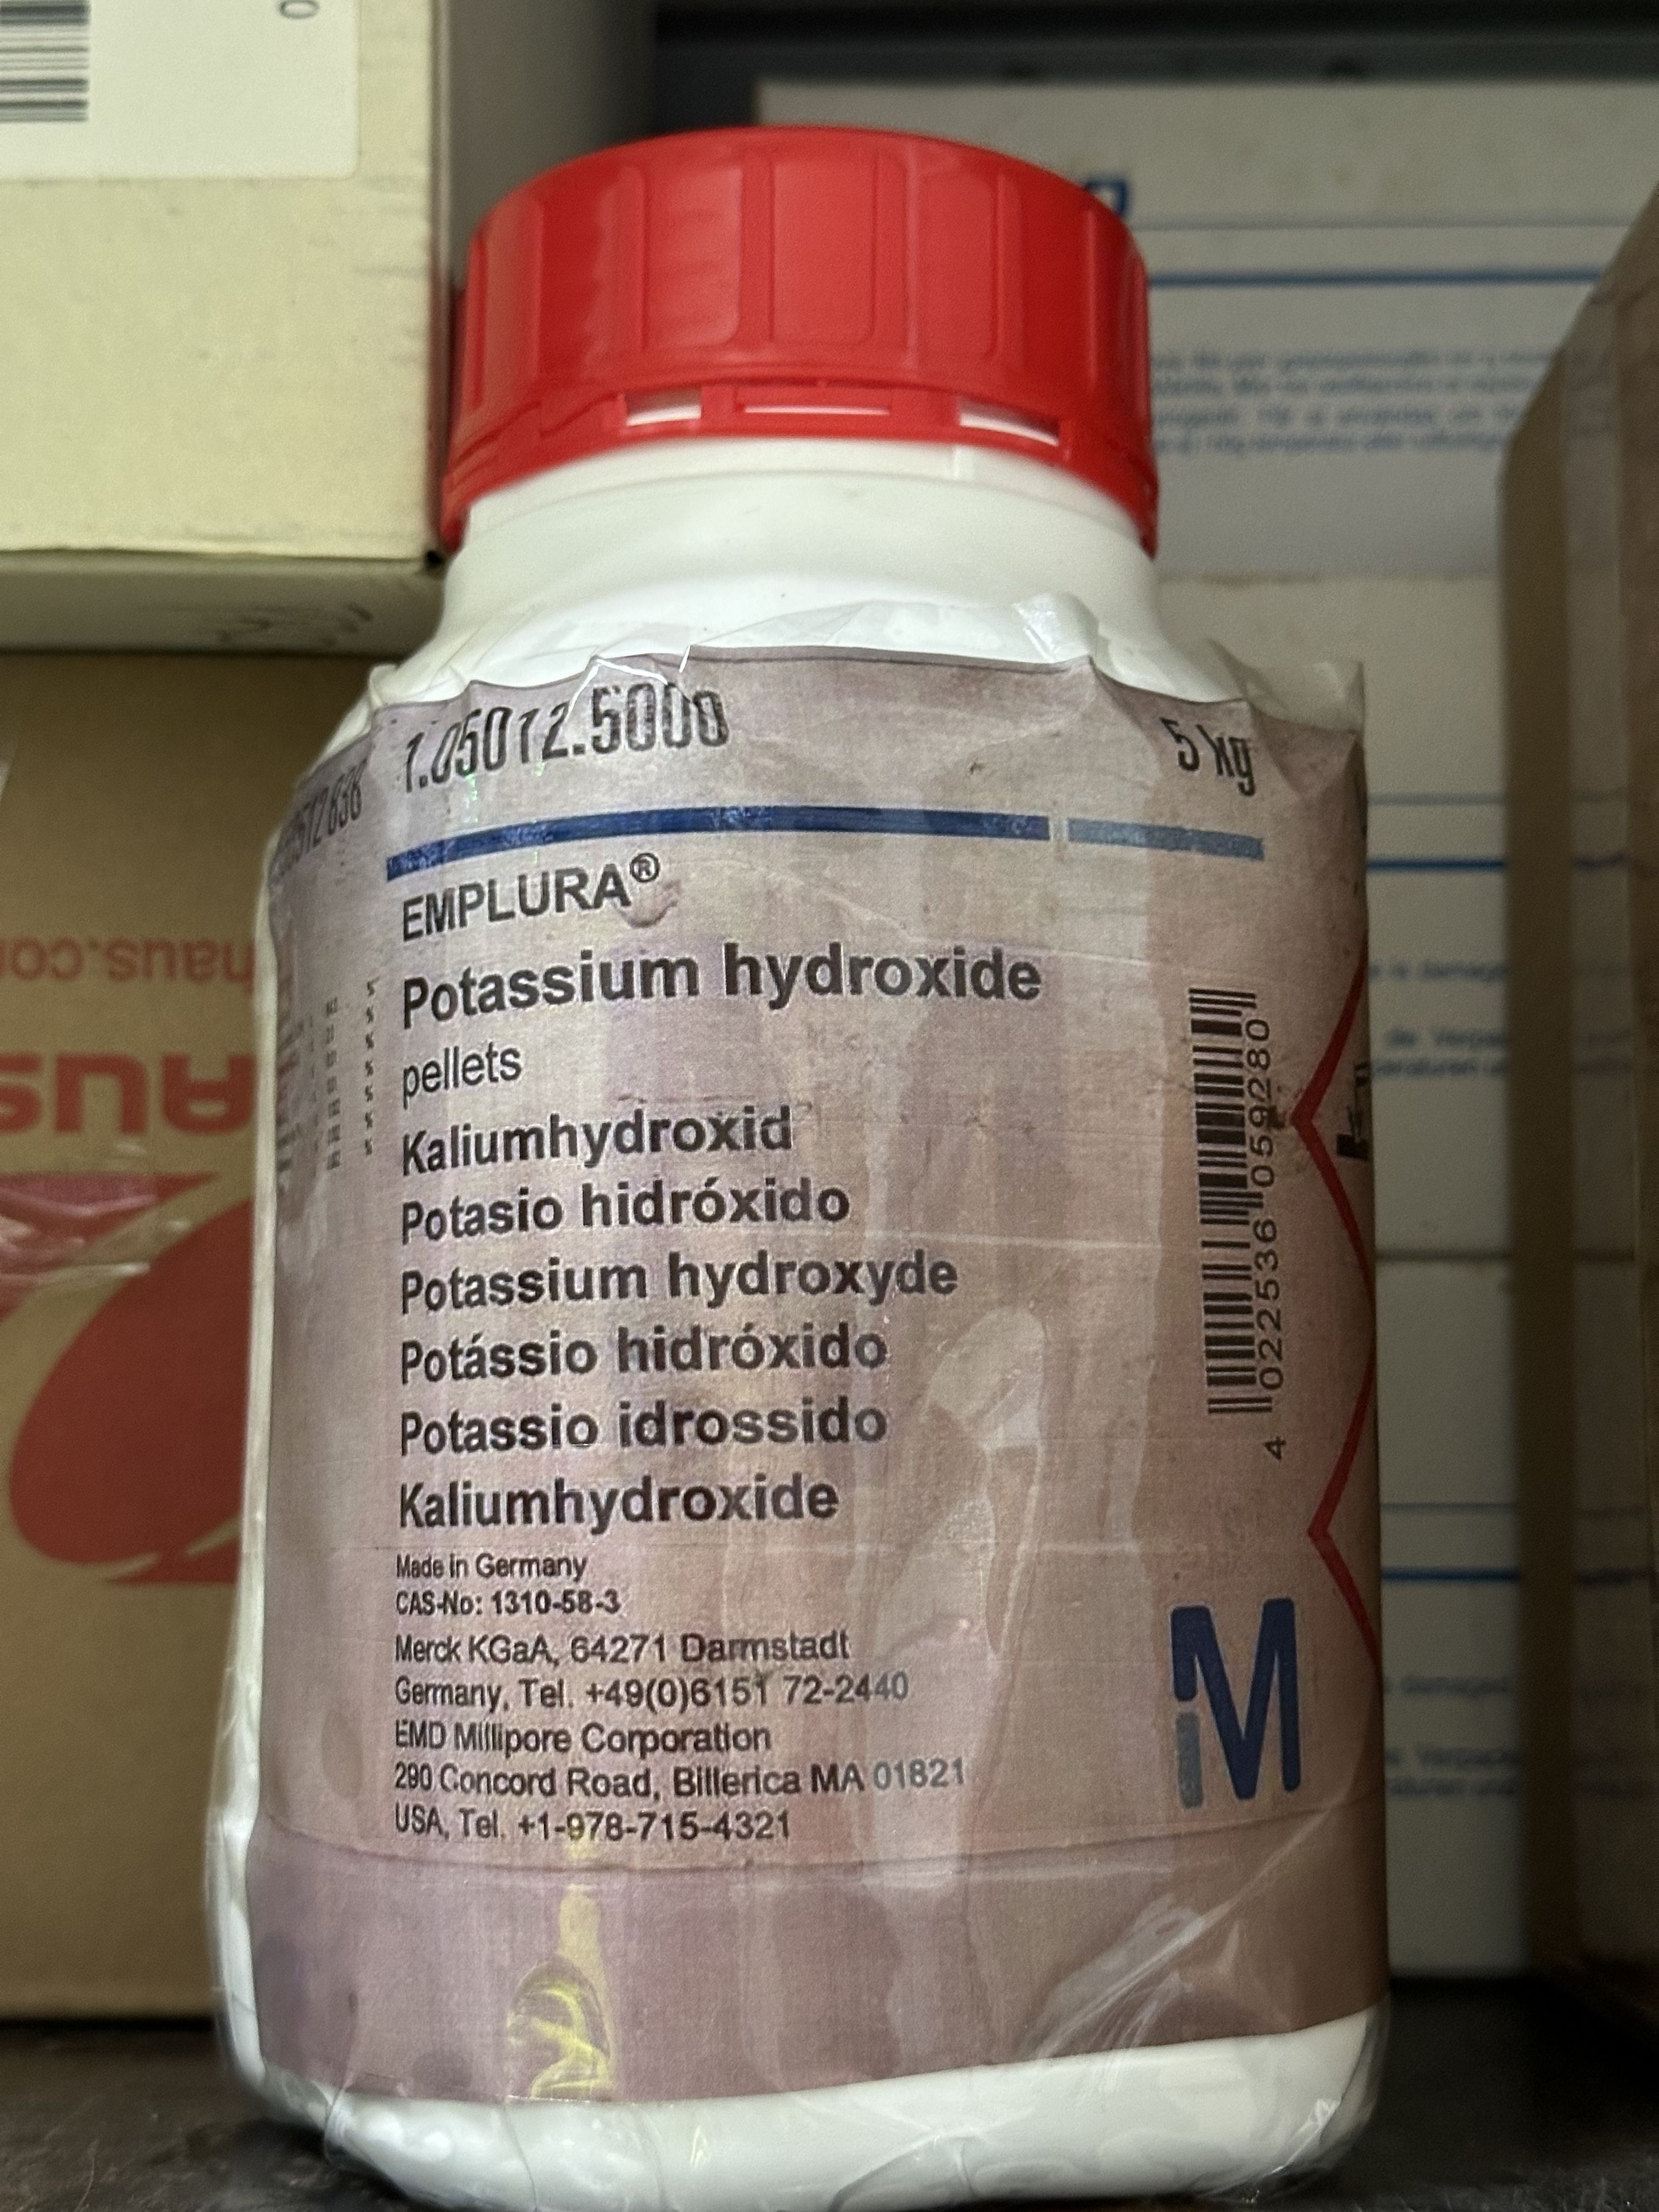 1.05012.5000 5 kg
EMPLURA®
Potassium hydroxide
pellets
Kaliumhydroxid
Potasio hidróxido
Potassium hydroxyde
Potássio hidróxido
Potassio idrossido
Kaliumhydroxide
Made in Germany
CAS-No: 1310-58-3
Merck KGaA, 64271 Darmstadt
Germany, Tel. +49(0)6151 72-2440
EMD Millipore Corporation
290 Concord Road, Billerica MA 01821
USA, Tel. +1-978-715-4321
4 022536 059280
M
haus.co